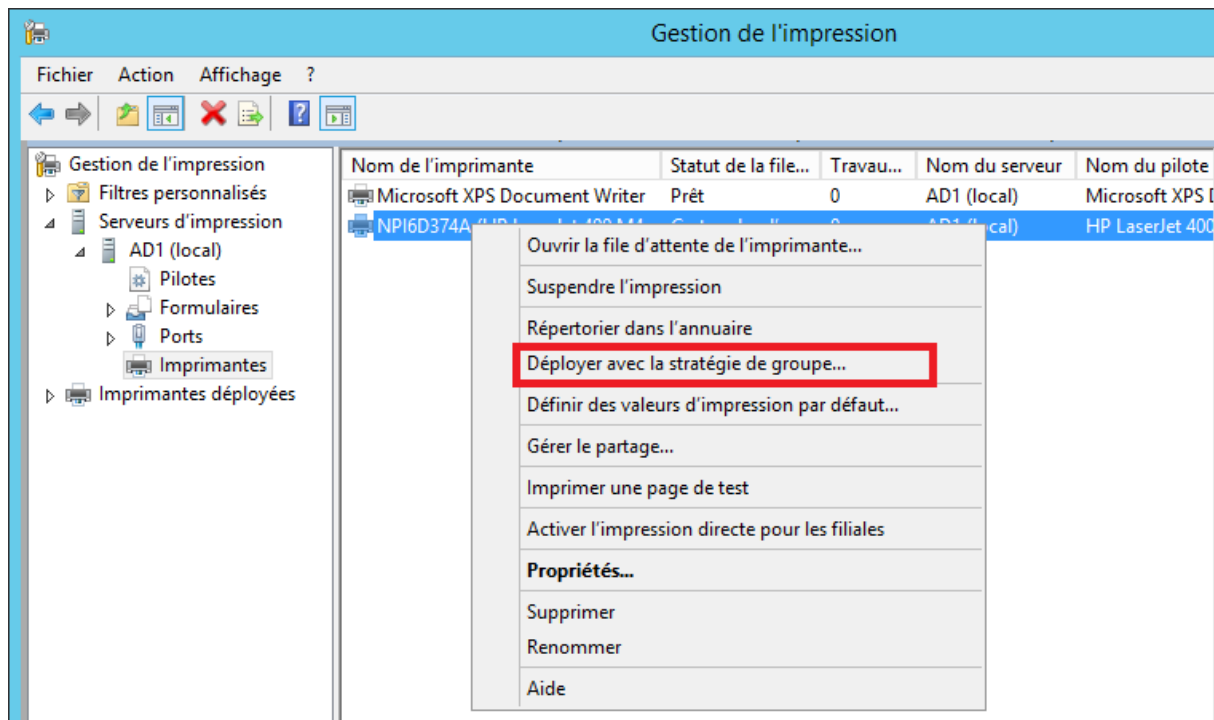 Gestion de l'impression
Fichier Action Affichage ?
Gestion de l'impression
Filtres personnalisés
Serveurs d'impression
AD1 (local)
Pilotes
Formulaires
Ports
Imprimantes
Imprimantes déployées
Nom de l'imprimante Statut de la file... Travau... Nom du serveur Nom du pilote
Microsoft XPS Document Writer Prêt 0 AD1 (local) Microsoft XPS
NPI6D374A HP LaserJet 400
Ouvrir la file d'attente de l'imprimante...
Suspendre l'impression
Répertorier dans l'annuaire
Déployer avec la stratégie de groupe...
Définir des valeurs d'impression par défaut...
Gérer le partage...
Imprimer une page de test
Activer l'impression directe pour les filiales
Propriétés...
Supprimer
Renommer
Aide